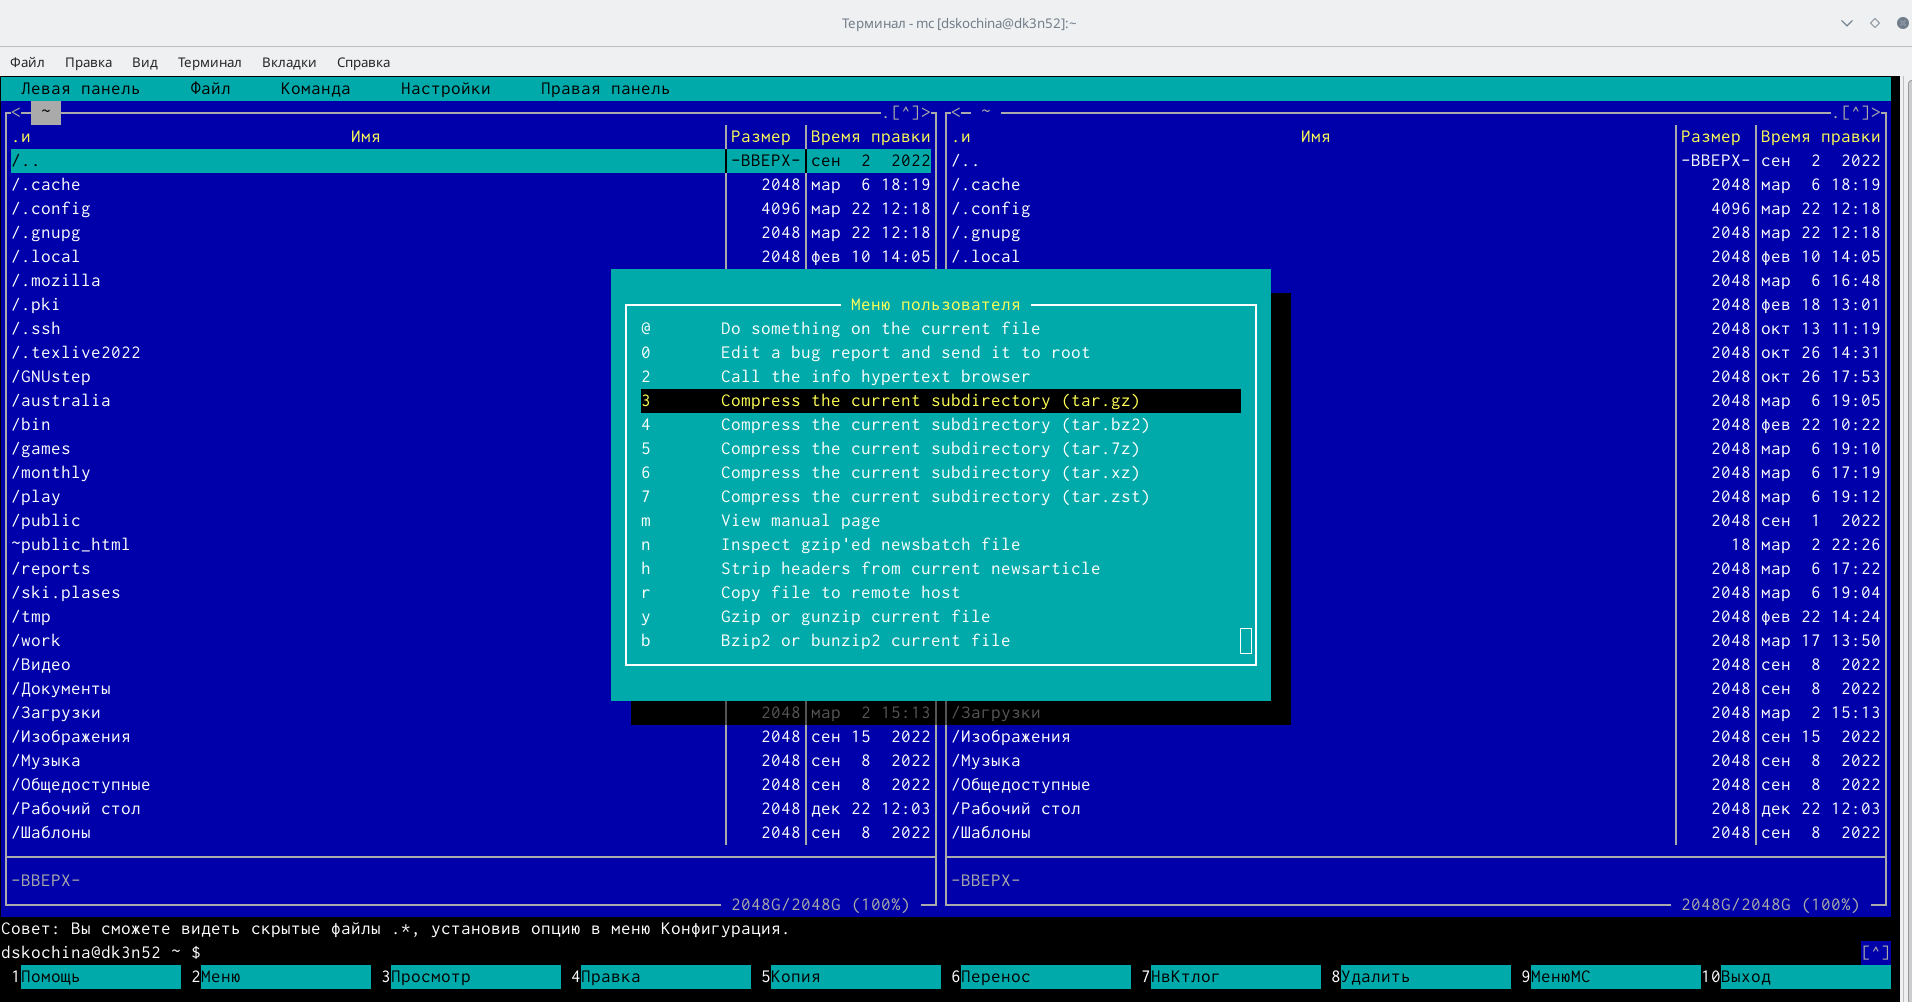 Терминал - mc [dskochina@dk3n52]:~
Файл Правка Вид Терминал Вкладки Справка
Левая панель Файл Команда Настройки Правая панель
<─ ~ .[^]> <─ ~ .[^]>
.и Имя Размер Время правки .и Имя Размер Время правки
/.. -ВВЕРХ- сен 2 2022 /.. -ВВЕРХ- сен 2 2022
/.cache 2048 мар 6 18:19 /.cache 2048 мар 6 18:19
/.config 4096 мар 22 12:18 /.config 4096 мар 22 12:18
/.gnupg 2048 мар 22 12:18 /.gnupg 2048 мар 22 12:18
/.local 2048 фев 10 14:05 /.local 2048 фев 10 14:05
/.mozilla 2048 мар 6 16:48
/.pki Меню пользователя 2048 фев 18 13:01
/.ssh @ Do something on the current file 2048 окт 13 11:19
/.texlive2022 0 Edit a bug report and send it to root 2048 окт 26 14:31
/GNUstep 2 Call the info hypertext browser 2048 окт 26 17:53
/australia 3 Compress the current subdirectory (tar.gz) 2048 мар 6 19:05
/bin 4 Compress the current subdirectory (tar.bz2) 2048 фев 22 10:22
/games 5 Compress the current subdirectory (tar.7z) 2048 мар 6 19:10
/monthly 6 Compress the current subdirectory (tar.xz) 2048 мар 6 17:19
/play 7 Compress the current subdirectory (tar.zst) 2048 мар 6 19:12
/public m View manual page 2048 сен 1 2022
~public_html n Inspect gzip'ed newsbatch file 18 мар 2 22:26
/reports h Strip headers from current newsarticle 2048 мар 6 17:22
/ski.plases r Copy file to remote host 2048 мар 6 19:04
/tmp y Gzip or gunzip current file 2048 фев 22 14:24
/work b Bzip2 or bunzip2 current file 2048 мар 17 13:50
/Видео 2048 сен 8 2022
/Документы 2048 сен 8 2022
/Загрузки 2048 мар 2 15:13 /Загрузки 2048 мар 2 15:13
/Изображения 2048 сен 15 2022 /Изображения 2048 сен 15 2022
/Музыка 2048 сен 8 2022 /Музыка 2048 сен 8 2022
/Общедоступные 2048 сен 8 2022 /Общедоступные 2048 сен 8 2022
/Рабочий стол 2048 дек 22 12:03 /Рабочий стол 2048 дек 22 12:03
/Шаблоны 2048 сен 8 2022 /Шаблоны 2048 сен 8 2022
-ВВЕРХ- -ВВЕРХ-
2048G/2048G (100%) 2048G/2048G (100%)
Совет: Вы сможете видеть скрытые файлы .*, установив опцию в меню Конфигурация.
dskochina@dk3n52 ~ $ [^]
1Помощь 2Меню 3Просмотр 4Правка 5Копия 6Перенос 7НвКтлог 8Удалить 9МенюМС 10Выход